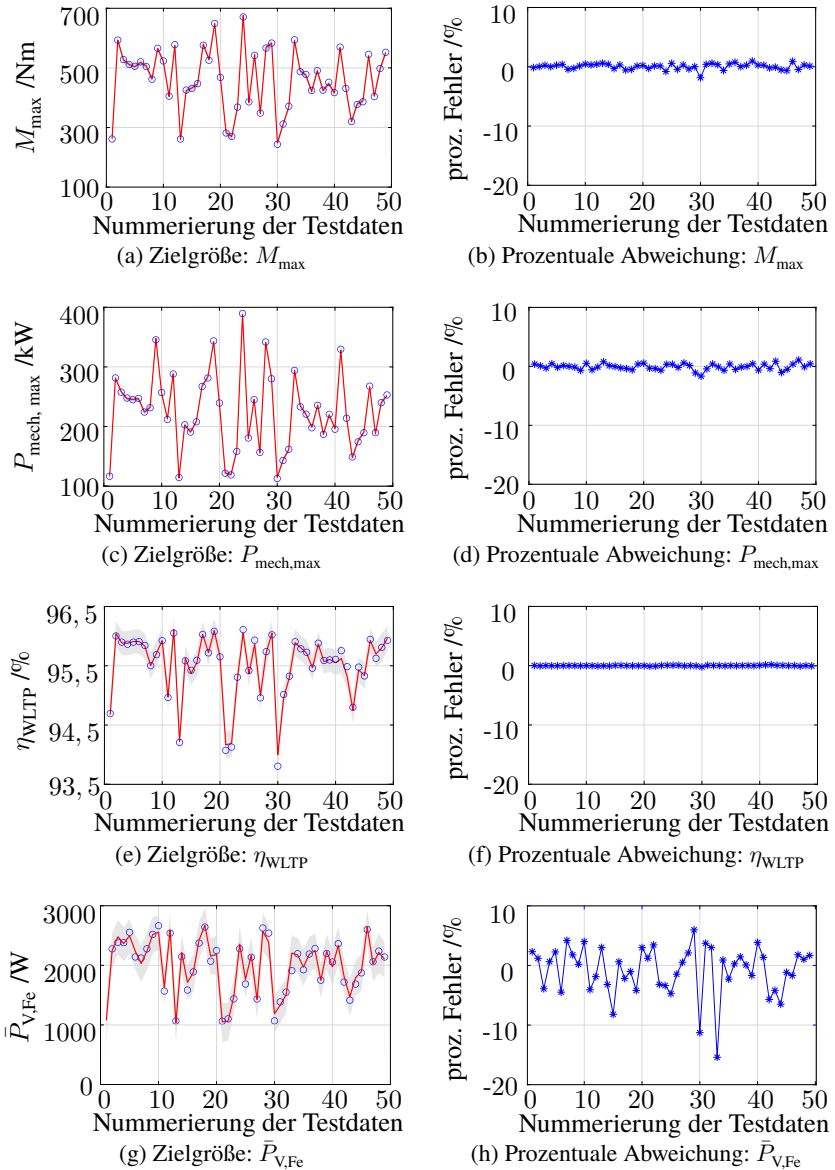 700
500
300
100
M_max /Nm
0 10 20 30 40 50
Nummerierung der Testdaten
(a) Zielgröße: M_max
10
0
-10
-20
proz. Fehler /%
0 10 20 30 40 50
Nummerierung der Testdaten
(b) Prozentuale Abweichung: M_max
400
300
200
100
P_mech, max /kW
0 10 20 30 40 50
Nummerierung der Testdaten
(c) Zielgröße: P_mech,max
10
0
-10
-20
proz. Fehler /%
0 10 20 30 40 50
Nummerierung der Testdaten
(d) Prozentuale Abweichung: P_mech,max
96, 5
95,5
94,5
93, 5
η_WLTP /%
0 10 20 30 40 50
Nummerierung der Testdaten
(e) Zielgröße: η_WLTP
10
0
-10
-20
proz. Fehler /%
0 10 20 30 40 50
Nummerierung der Testdaten
(f) Prozentuale Abweichung: η_WLTP
3000
2000
1000
0
P̄_V,Fe /W
0 10 20 30 40 50
Nummerierung der Testdaten
(g) Zielgröße: P̄_V,Fe
10
0
-10
-20
proz. Fehler /%
0 10 20 30 40 50
Nummerierung der Testdaten
(h) Prozentuale Abweichung: P̄_V,Fe